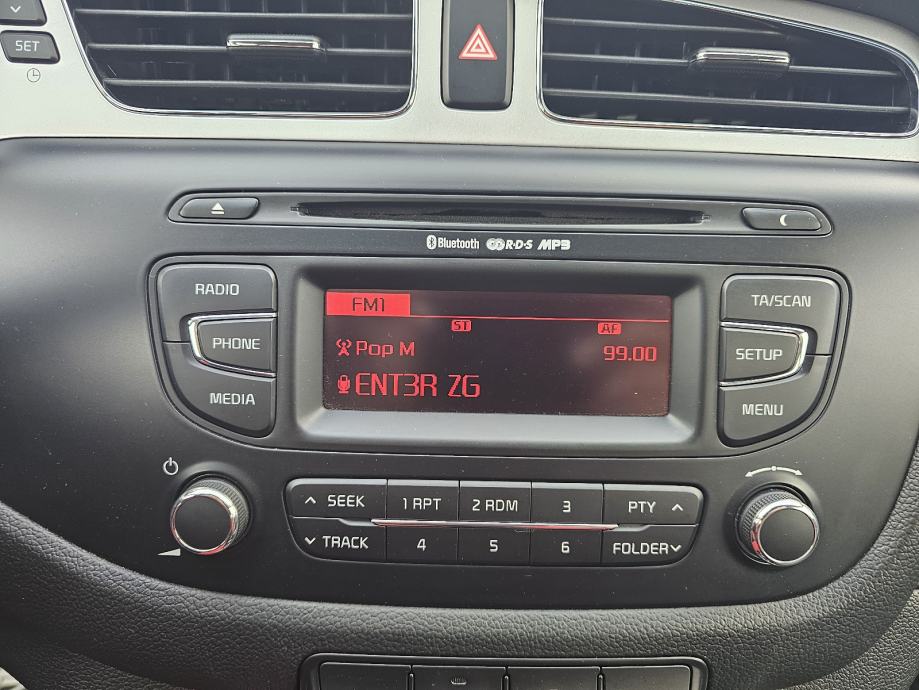 SET
Bluetooth R·D·S MP3
RADIO
PHONE
MEDIA
FM1
ST AF
Pop M 99.00
ENT3R ZG
TA/SCAN
SETUP
MENU
SEEK 1 RPT 2 RDM 3 PTY
TRACK 4 5 6 FOLDER